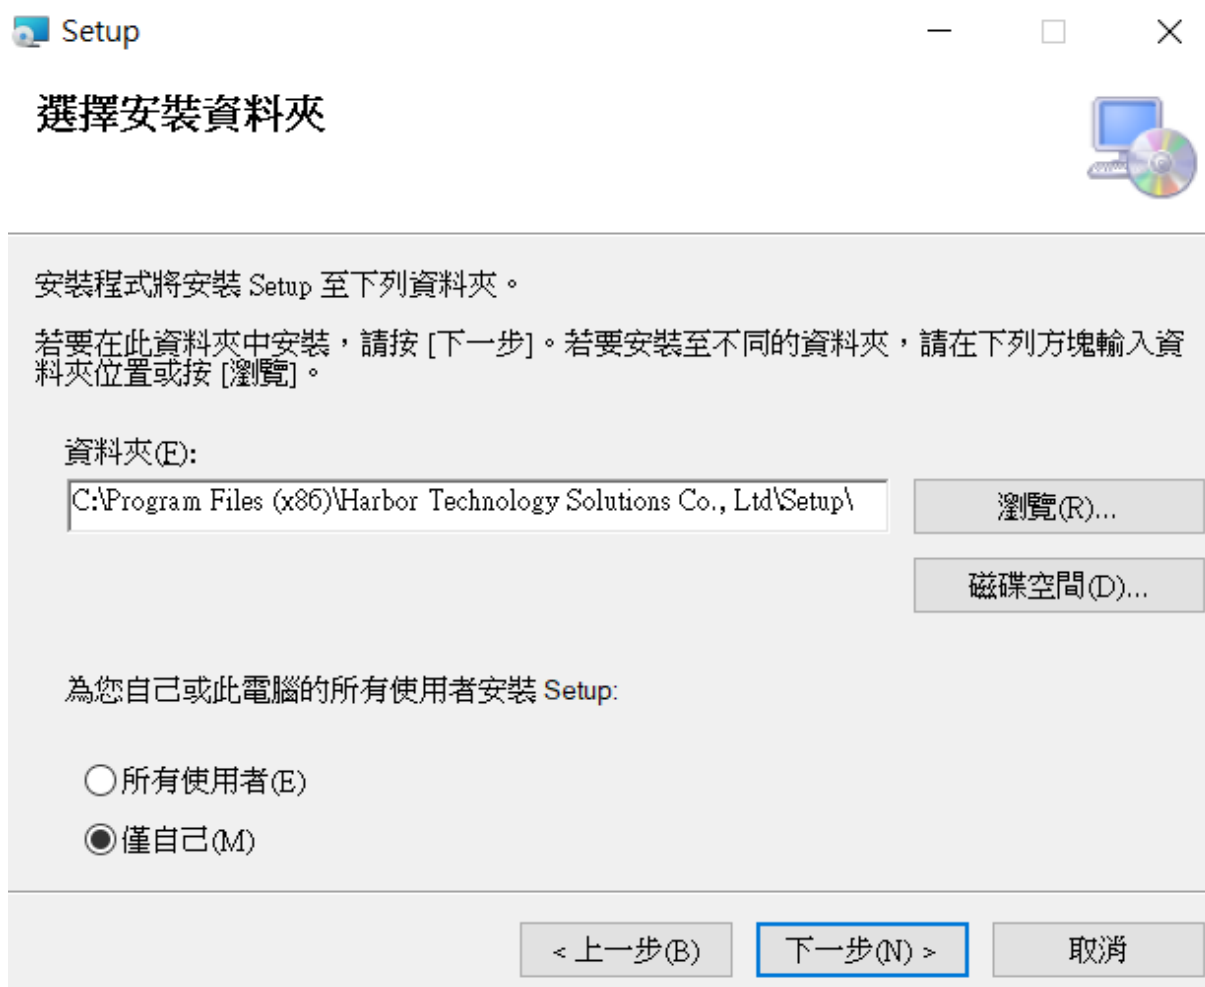 Setup
選擇安裝資料夾
安裝程式將安裝 Setup 至下列資料夾。
若要在此資料夾中安裝，請按 [下一步]。若要安裝至不同的資料夾，請在下列方塊輸入資
料夾位置或按 [瀏覽]。
資料夾(F):
C:\Program Files (x86)\Harbor Technology Solutions Co., Ltd\Setup\
瀏覽(R)...
磁碟空間(D)...
為您自己或此電腦的所有使用者安裝 Setup:
所有使用者(E)
僅自己(M)
< 上一步(B)
下一步(N) >
取消